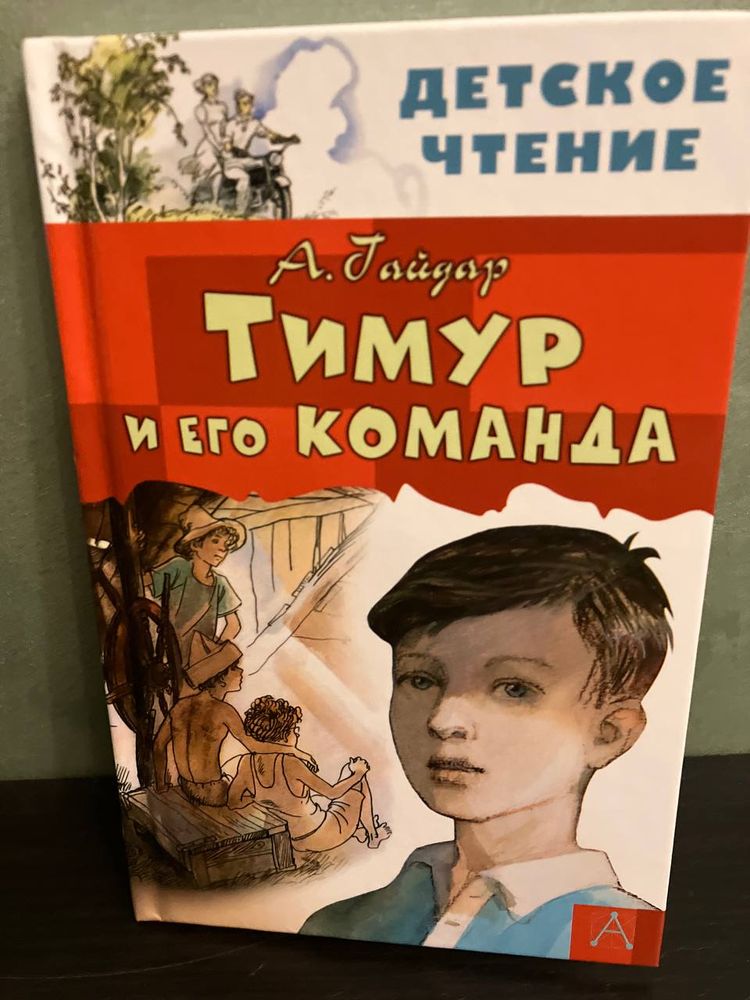 ДЕТСКОЕ
ЧТЕНИЕ
А. Гайдар
ТИМУР
И ЕГО КОМАНДА
А